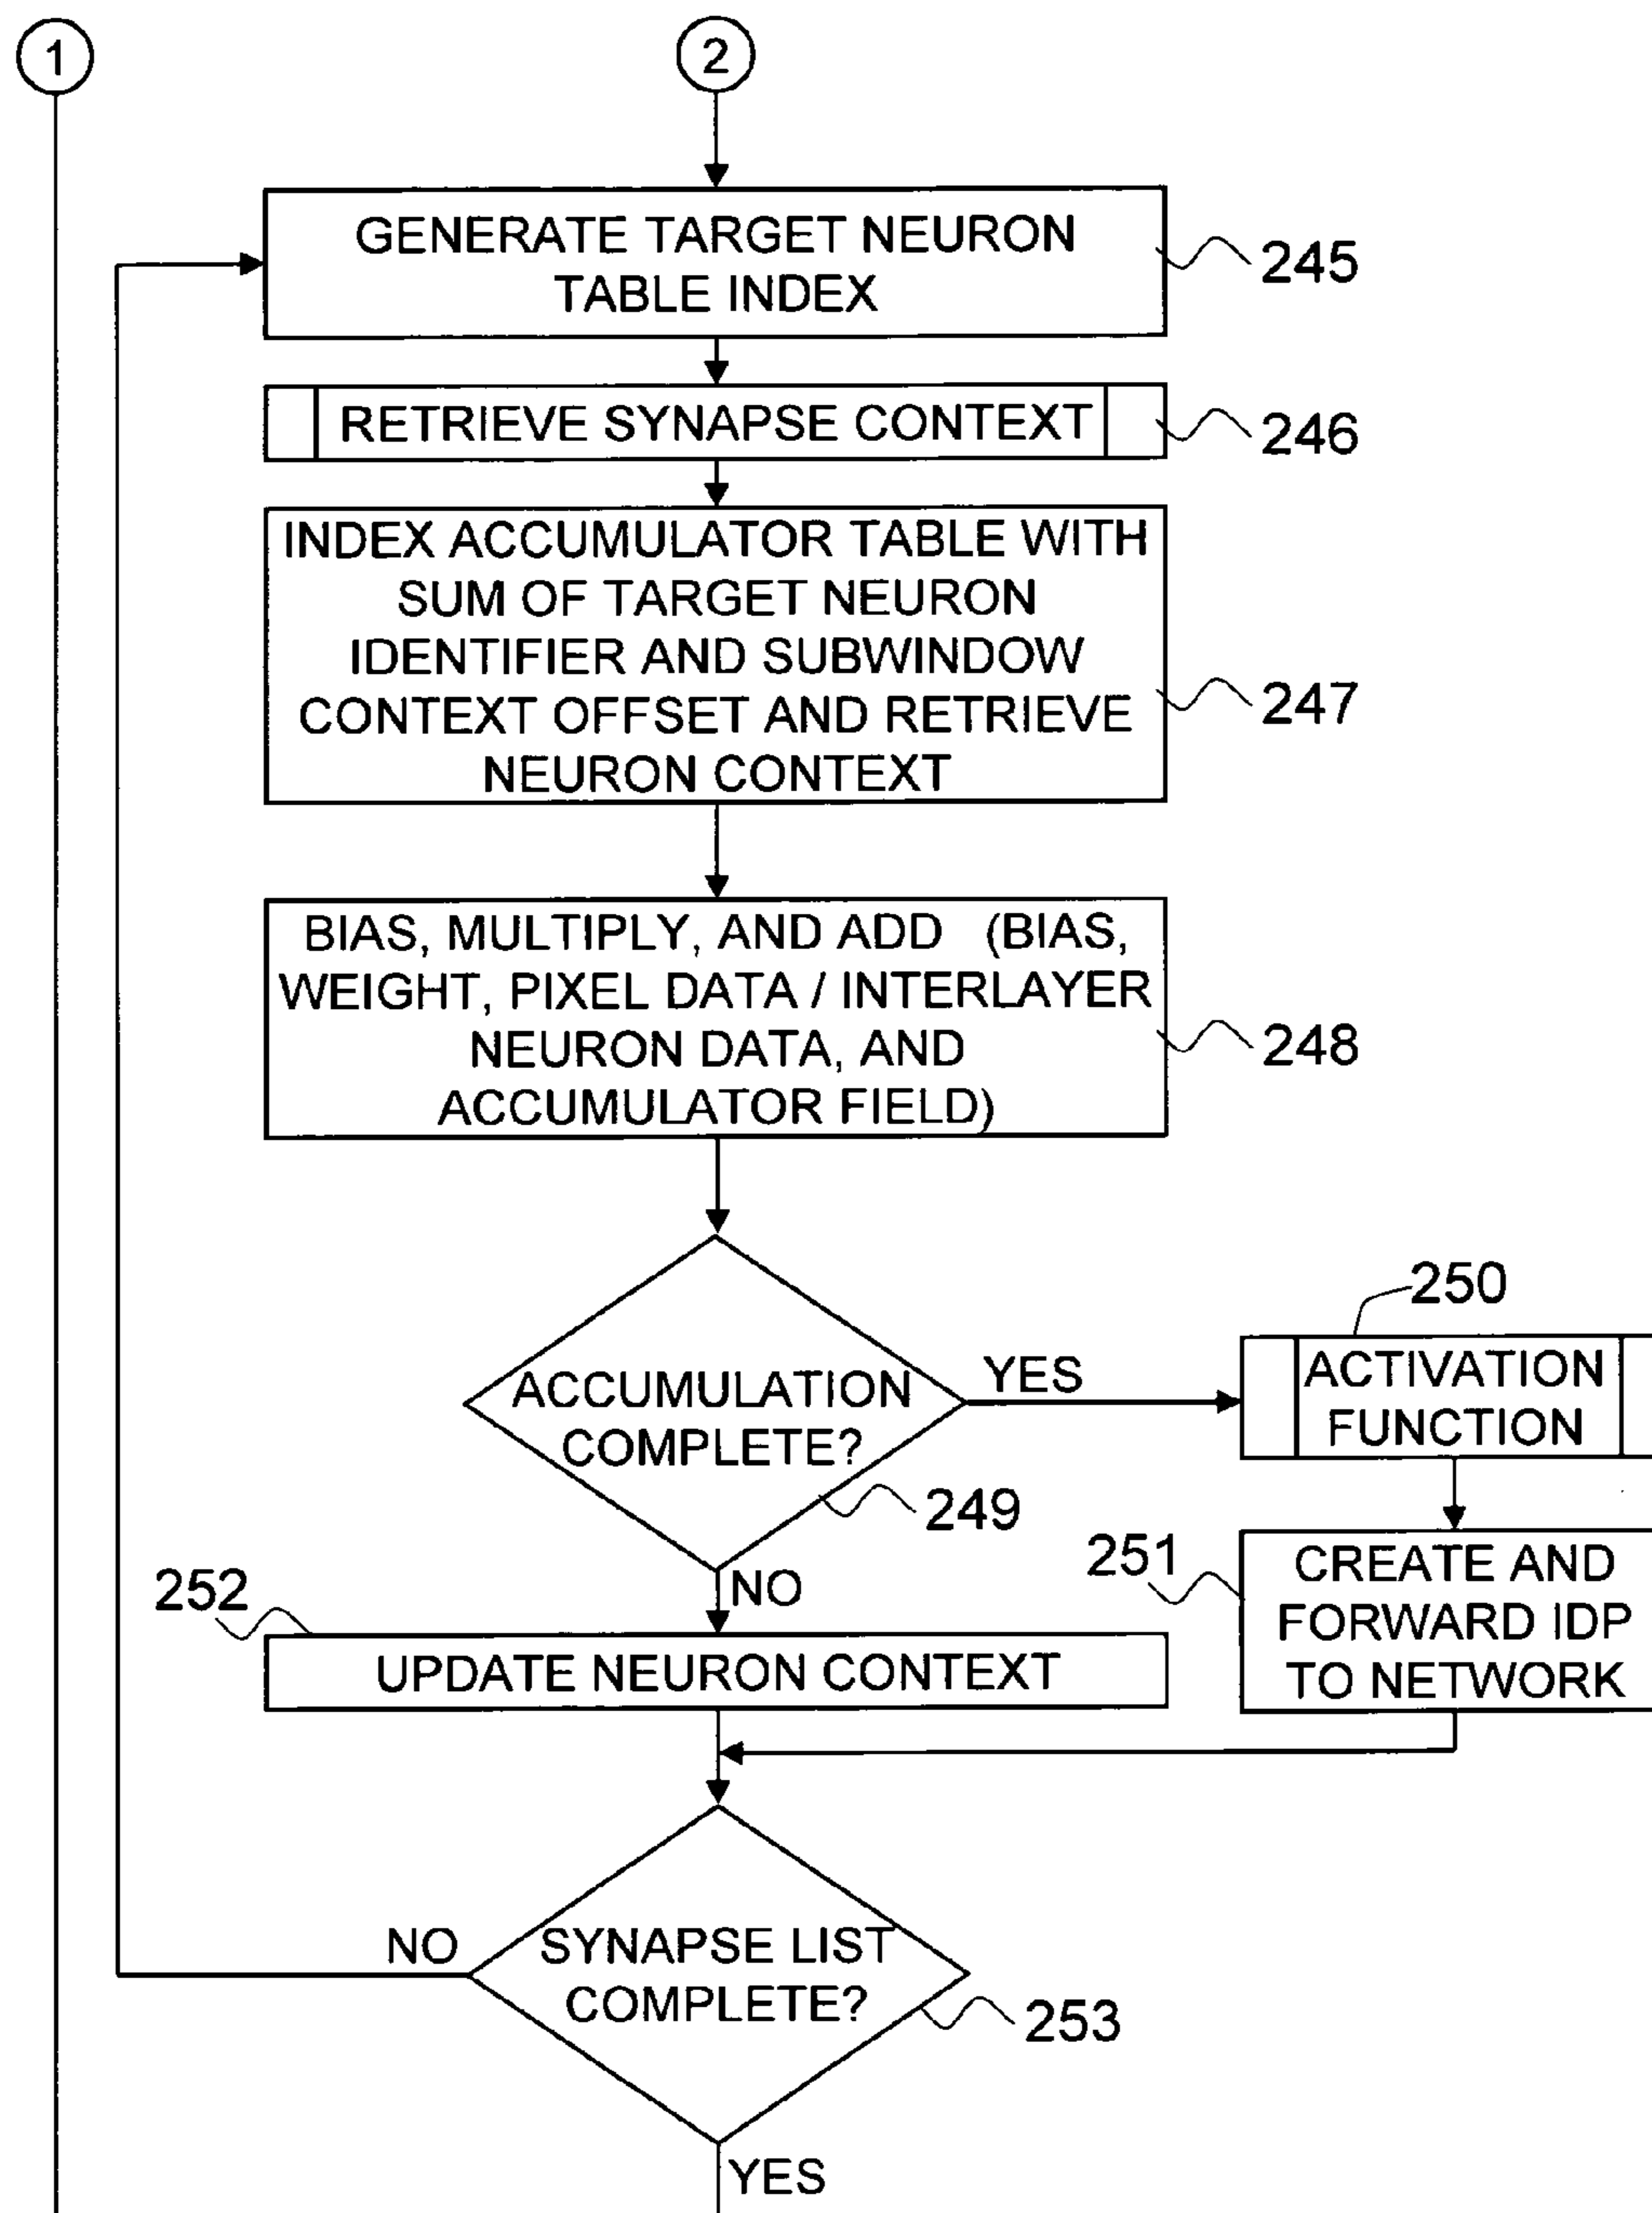 1
2
GENERATE TARGET NEURON
TABLE INDEX
245
RETRIEVE SYNAPSE CONTEXT
246
INDEX ACCUMULATOR TABLE WITH
SUM OF TARGET NEURON
IDENTIFIER AND SUBWINDOW
CONTEXT OFFSET AND RETRIEVE
NEURON CONTEXT
247
BIAS, MULTIPLY, AND ADD (BIAS,
WEIGHT, PIXEL DATA / INTERLAYER
NEURON DATA, AND
ACCUMULATOR FIELD)
248
ACCUMULATION
COMPLETE?
249
YES
250
ACTIVATION
FUNCTION
251
CREATE AND
FORWARD IDP
TO NETWORK
NO
252
UPDATE NEURON CONTEXT
NO
SYNAPSE LIST
COMPLETE?
253
YES